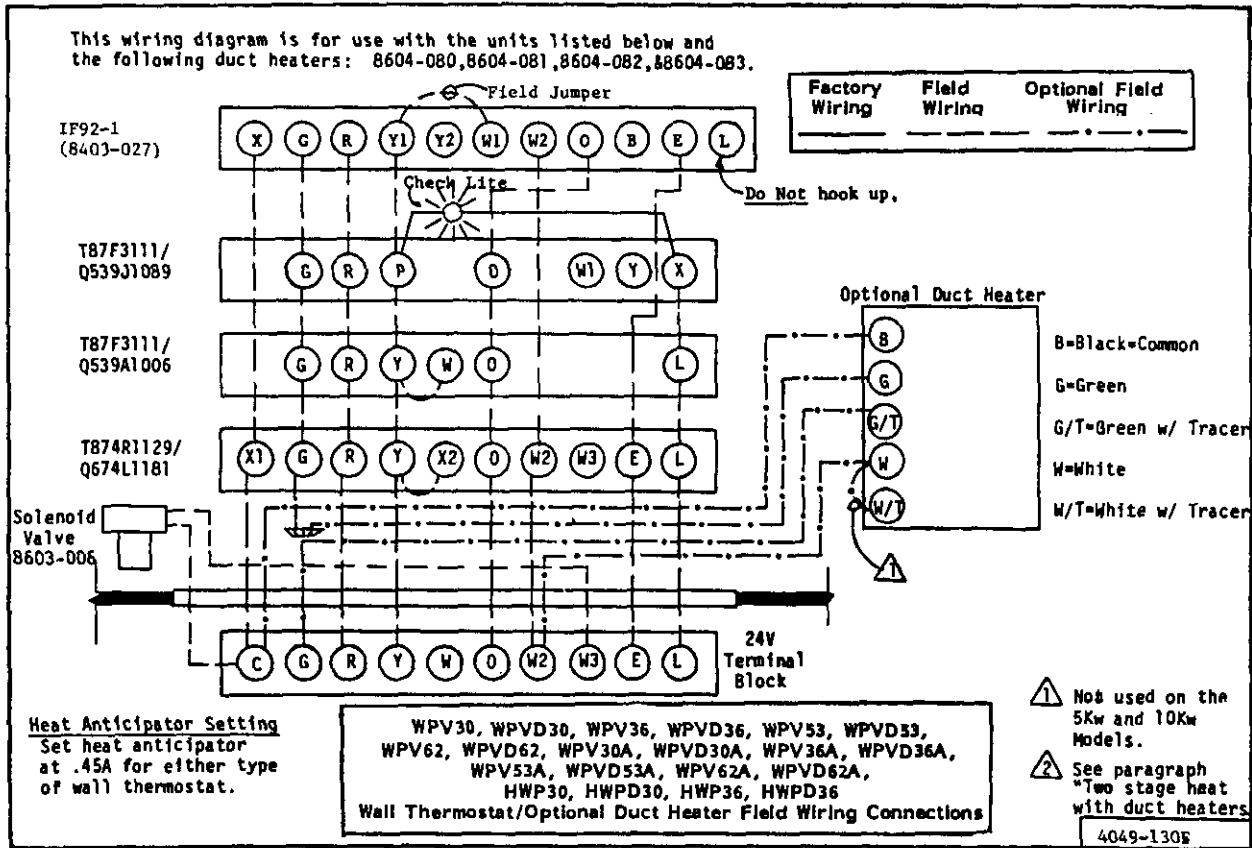 This wiring diagram is for use with the units listed below and
the following duct heaters: 8604-080,8604-081,8604-082,&8604-083.
Factory Wiring
Field Wiring
Optional Field Wiring
Field Jumper
IF92-1
(8403-027)
X G R Y1 Y2 W1 W2 O B E L
Check Lite
Do Not hook up.
T87F3111/
Q539J1089
G R P O W1 Y X
T87F3111/
Q539A1006
G R Y W O L
T874R1129/
Q674L1181
X1 G R Y X2 O W2 W3 E L
Optional Duct Heater
B
B=Black=Common
G
G=Green
G/T
G/T=Green w/ Tracer
W
W=White
W/T
W/T=White w/ Tracer
1
Solenoid
Valve
8603-006
C G R Y W O W2 W3 E L
24V
Terminal
Block
Heat Anticipator Setting
Set heat anticipator
at .45A for either type
of wall thermostat.
WPV30, WPVD30, WPV36, WPVD36, WPV53, WPVD53,
WPV62, WPVD62, WPV30A, WPVD30A, WPV36A, WPVD36A,
WPV53A, WPVD53A, WPV62A, WPVD62A,
HWP30, HWPD30, HWP36, HWPD36
Wall Thermostat/Optional Duct Heater Field Wiring Connections
1 Not used on the
5Kw and 10Kw
Models.
2 See paragraph
"Two stage heat
with duct heaters